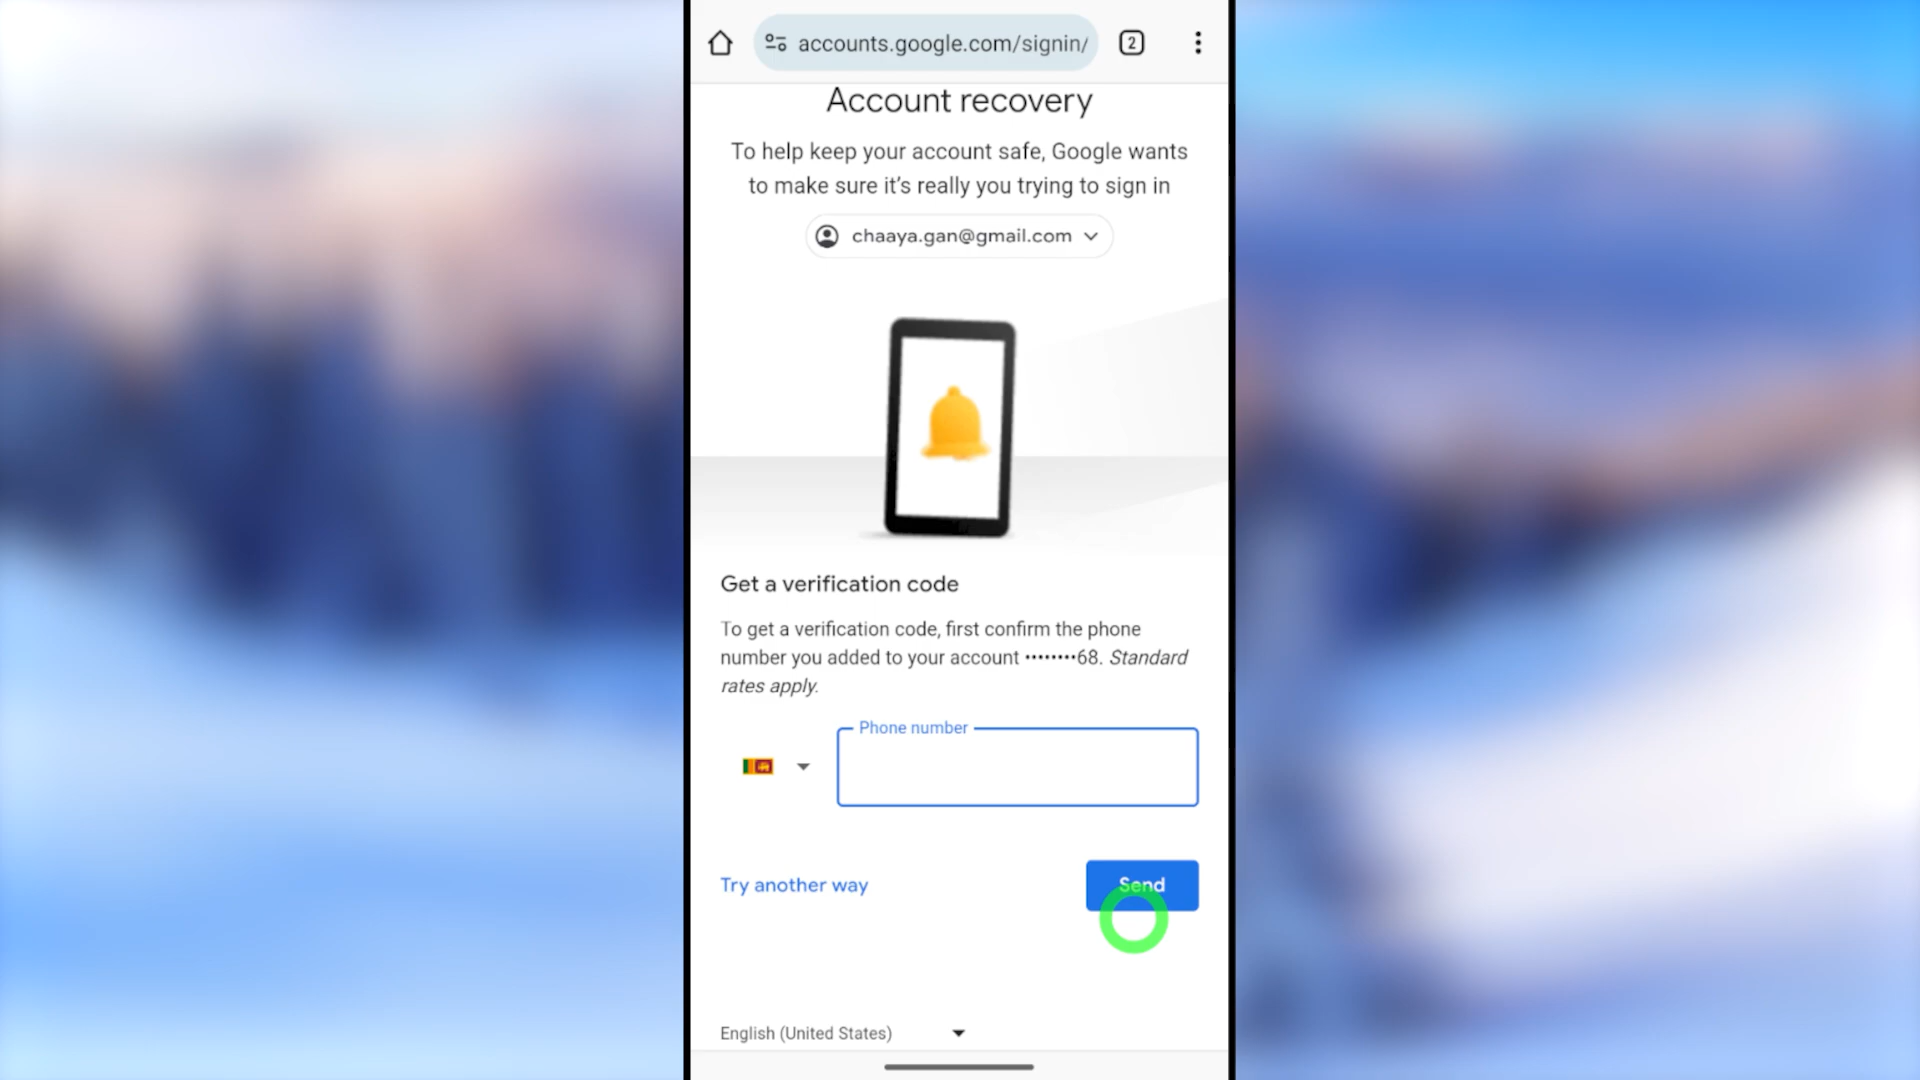 accounts.google.com/signin/
2
Account recovery
To help keep your account safe, Google wants
to make sure it’s really you trying to sign in
chaaya.gan@gmail.com
Get a verification code
To get a verification code, first confirm the phone
number you added to your account ••••••••68. Standard
rates apply.
Phone number
Try another way
Send
English (United States)